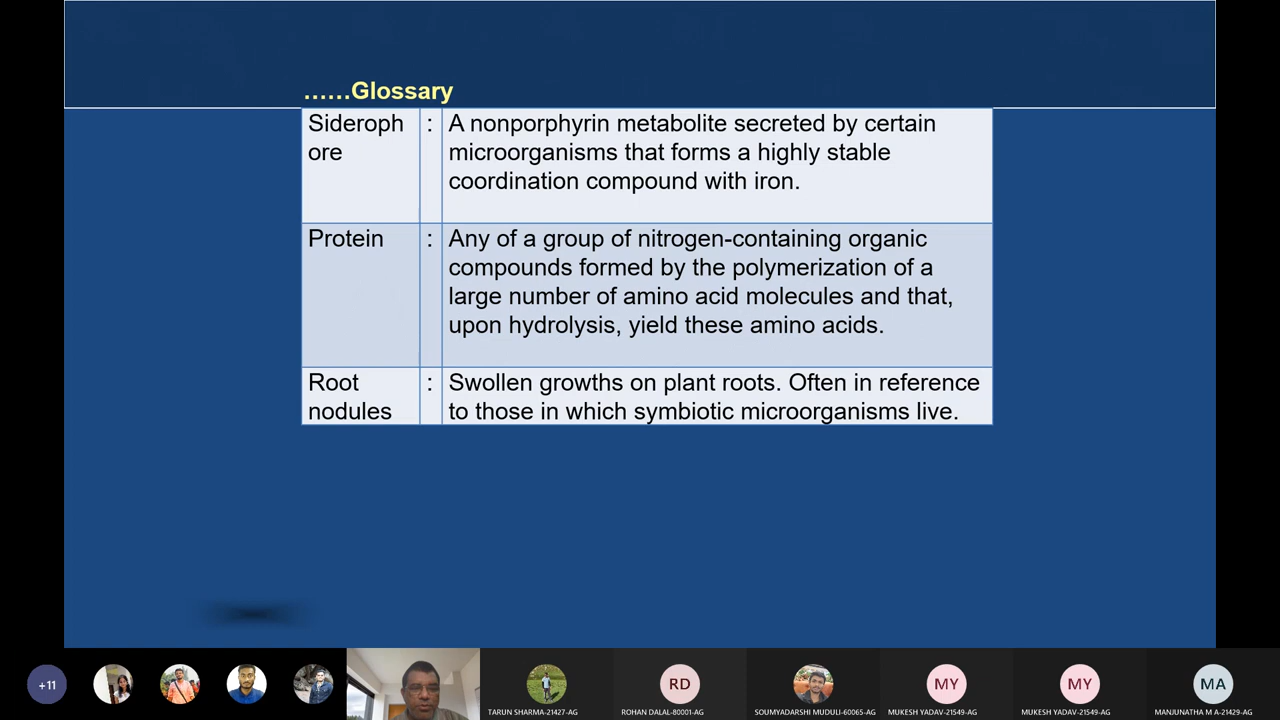 ......Glossary
Sideroph
ore
:
A nonporphyrin metabolite secreted by certain
microorganisms that forms a highly stable
coordination compound with iron.
Protein
:
Any of a group of nitrogen-containing organic
compounds formed by the polymerization of a
large number of amino acid molecules and that,
upon hydrolysis, yield these amino acids.
Root
nodules
:
Swollen growths on plant roots. Often in reference
to those in which symbiotic microorganisms live.
+11
RD
MY
MY
MA
TARUN SHARMA-21427-AG
ROHAN DALAL-80001-AG
SOUMYADARSHI MUDULI-60065-AG
MUKESH YADAV-21549-AG
MUKESH YADAV-21549-AG
MANJUNATHA M A-21429-AG